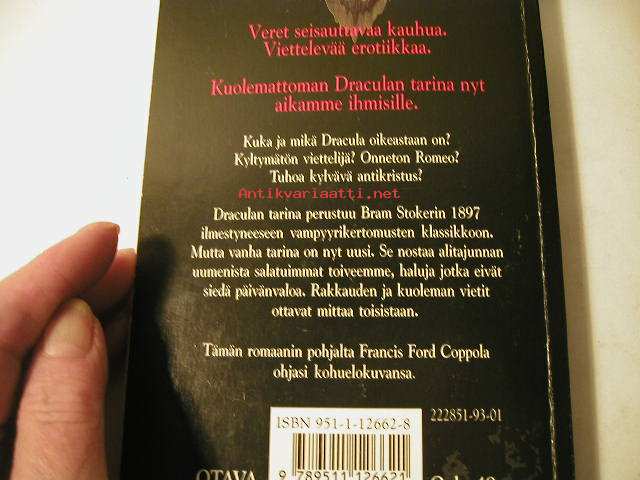 Veret seisauttavaa kauhua.
Viettelevää erotiikkaa.
Kuolemattoman Draculan tarina nyt
aikamme ihmisille.
Kuka ja mikä Dracula oikeastaan on?
Kyltymätön viettelijä? Onneton Romeo?
Tuhoa kylvävä antikristus?
Antikvariaatti.net
Draculan tarina perustuu Bram Stokerin 1897
ilmestyneeseen vampyyrikertomusten klassikkoon.
Mutta vanha tarina on nyt uusi. Se nostaa alitajunnan
uumenista salatuimmat toiveemme, haluja jotka eivät
siedä päivänvaloa. Rakkauden ja kuoleman vietit
ottavat mittaa toisistaan.
Tämän romaanin pohjalta Francis Ford Coppola
ohjasi kohuelokuvansa.
ISBN 951-1-12662-8
222851-93-01
OTAVA
9 789511 126621